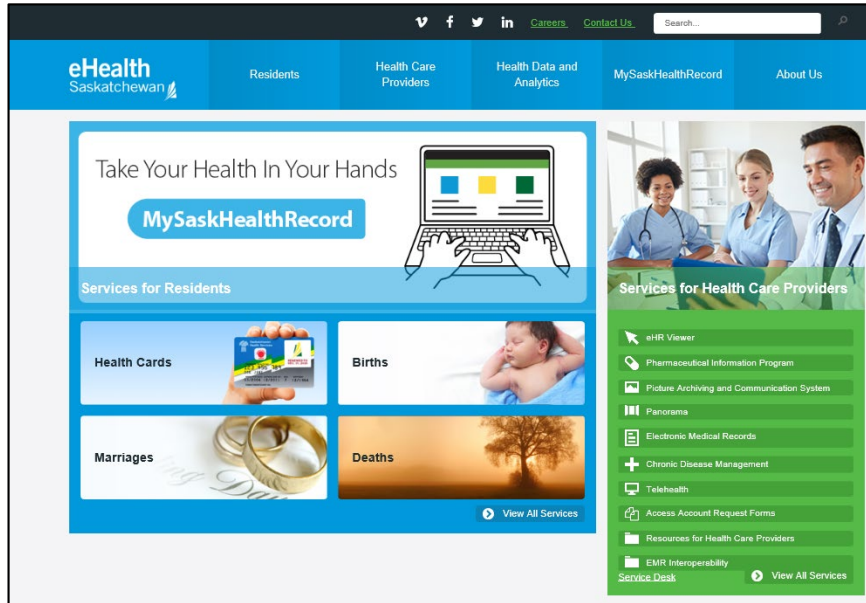 Careers
Contact Us
Search...
eHealth
Saskatchewan
Residents
Health Care
Providers
Health Data and
Analytics
MySaskHealthRecord
About Us
Take Your Health In Your Hands
MySaskHealthRecord
Services for Residents
Health Cards
Births
Marriages
Deaths
View All Services
Services for Health Care Providers
eHR Viewer
Pharmaceutical Information Program
Picture Archiving and Communication System
Panorama
Electronic Medical Records
Chronic Disease Management
Telehealth
Access Account Request Forms
Resources for Health Care Providers
EMR Interoperability
Service Desk
View All Services